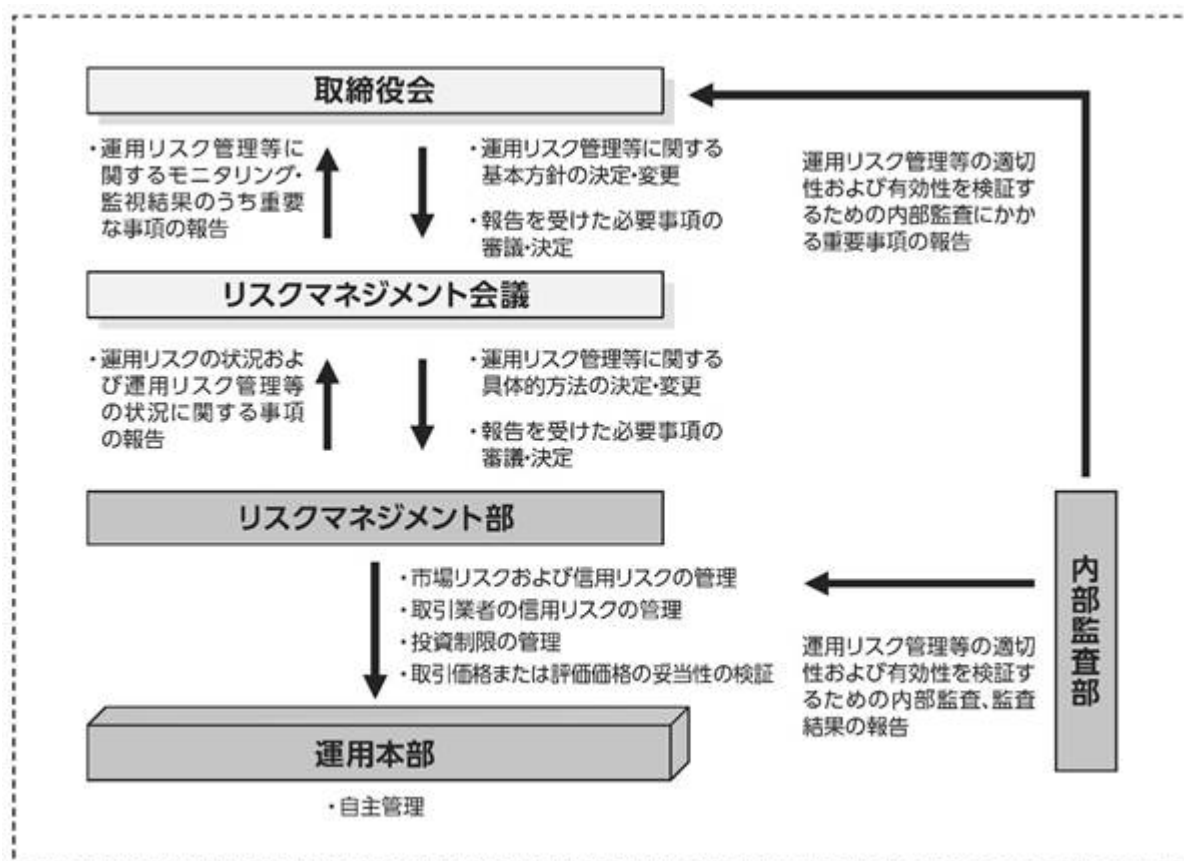 取締役会
・運用リスク管理等に
関するモニタリング・
監視結果のうち重要
な事項の報告
・運用リスク管理等に関する
基本方針の決定・変更
・報告を受けた必要事項の
審議・決定
運用リスク管理等の適切
性および有効性を検証す
るための内部監査にかか
る重要事項の報告
リスクマネジメント会議
・運用リスクの状況およ
び運用リスク管理等
の状況に関する事項
の報告
・運用リスク管理等に関する
具体的方法の決定・変更
・報告を受けた必要事項の
審議・決定
リスクマネジメント部
・市場リスクおよび信用リスクの管理
・取引業者の信用リスクの管理
・投資制限の管理
・取引価格または評価価格の妥当性の検証
内部監査部
運用リスク管理等の適切
性および有効性を検証す
るための内部監査、監査
結果の報告
運用本部
・自主管理